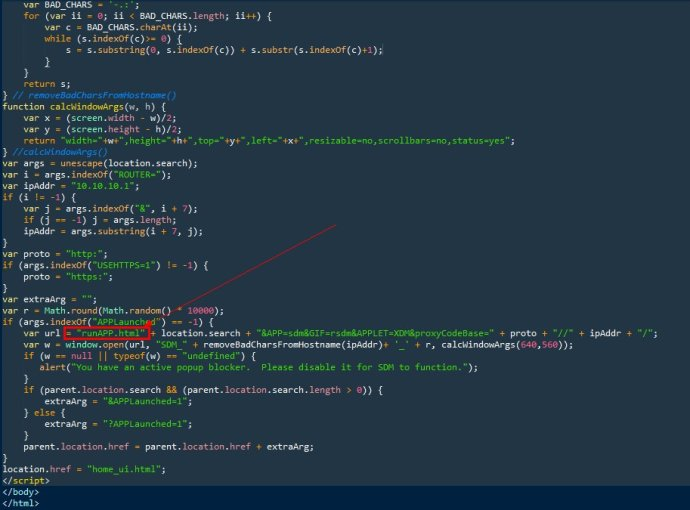 var BAD_CHARS = '-.:';
for (var ii = 0; ii < BAD_CHARS.length; ii++) {
var c = BAD_CHARS.charAt(ii);
while (s.indexOf(c)>= 0) {
s = s.substring(0, s.indexOf(c)) + s.substr(s.indexOf(c)+1);
}
}
return s;
} // removeBadCharsFromHostname()
function calcWindowArgs(w, h) {
var x = (screen.width - w)/2;
var y = (screen.height - h)/2;
return "width="+w+",height="+h+",top="+y+",left="+x+",resizable=no,scrollbars=no,status=yes";
} //calcWindowArgs()
var args = unescape(location.search);
var i = args.indexOf("ROUTER=");
var ipAddr = "10.10.10.1";
if (i != -1) {
var j = args.indexOf("&", i + 7);
if (j == -1) j = args.length;
ipAddr = args.substring(i + 7, j);
}
var proto = "http:";
if (args.indexOf("USEHTTPS=1") != -1) {
proto = "https:";
}
var extraArg = "";
var r = Math.round(Math.random() * 10000);
if (args.indexOf("APPLaunched") == -1) {
var url = "runAPP.html" + location.search + "&APP=sdm&GIF=rsdm&APPLET=XDM&proxyCodeBase=" + proto + "//" + ipAddr + "/";
var w = window.open(url, "SDM_" + removeBadCharsFromHostname(ipAddr)+ '_' + r, calcWindowArgs(640,560));
if (w == null || typeof(w) == "undefined") {
alert("You have an active popup blocker.  Please disable it for SDM to function.");
}
if (parent.location.search && (parent.location.search.length > 0)) {
extraArg = "&APPLaunched=1";
} else {
extraArg = "?APPLaunched=1";
}
parent.location.href = parent.location.href + extraArg;
}
location.href = "home_ui.html";
</script>
</body>
</html>